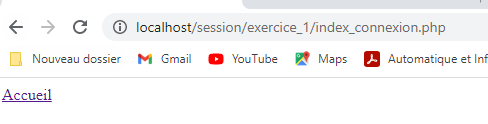 localhost/session/exercice_1/index_connexion.php
Nouveau dossier Gmail YouTube Maps Automatique et Inf
Accueil